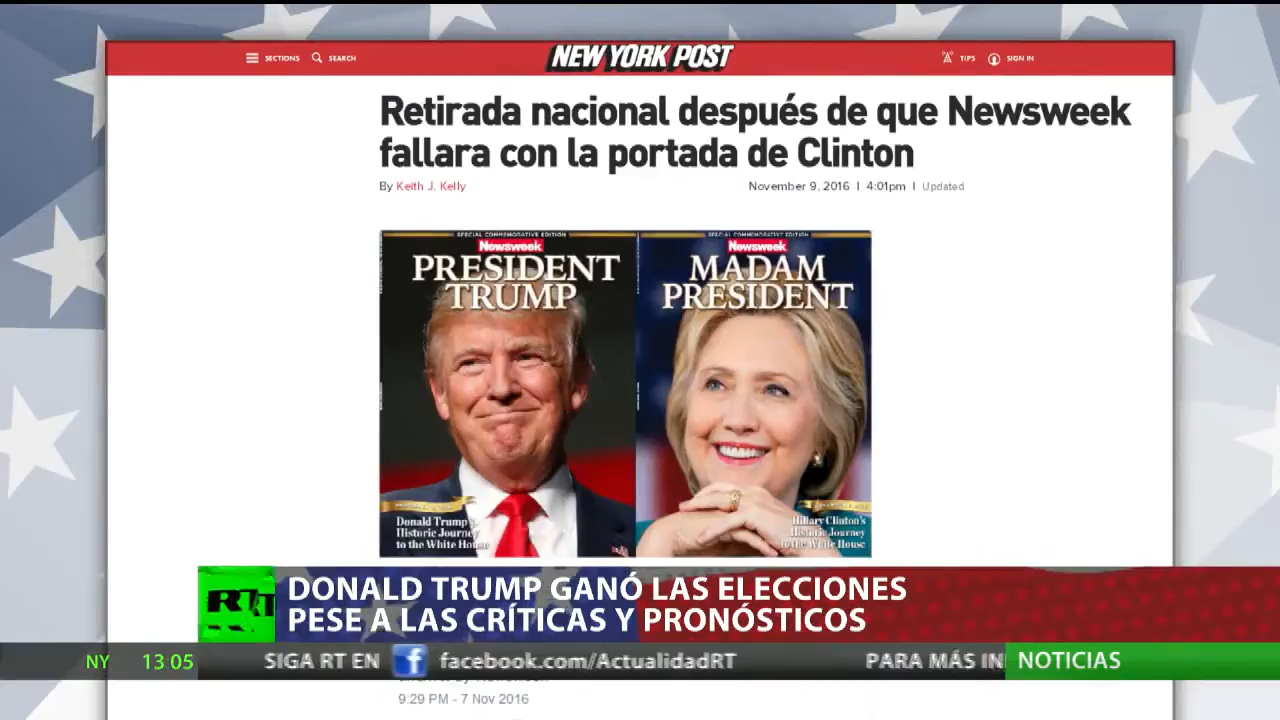 SECTIONS SEARCH NEW YORK POST TIPS SIGN IN
Retirada nacional después de que Newsweek
fallara con la portada de Clinton
By Keith J. Kelly November 9, 2016 | 4:01pm | Updated
SPECIAL COMMEMORATIVE EDITION
Newsweek
PRESIDENT
TRUMP
Donald Trump's
Historic Journey
to the White House
SPECIAL COMMEMORATIVE EDITION
Newsweek
MADAM
PRESIDENT
Hillary Clinton's
Historic Journey
to the White House
RT
DONALD TRUMP GANÓ LAS ELECCIONES
PESE A LAS CRÍTICAS Y PRONÓSTICOS
NY 13:05 SIGA RT EN f facebook.com/ActualidadRT PARA MÁS IN NOTICIAS
9:29 PM - 7 Nov 2016